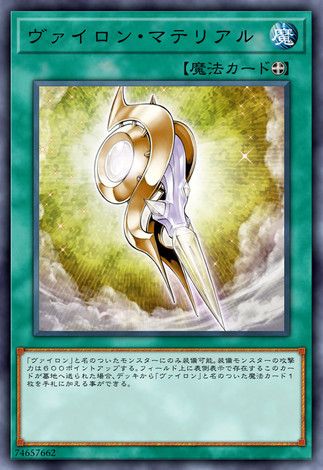 ヴァイロン・マテリアル
魔
【魔法カード】
「ヴァイロン」と名のついたモンスターにのみ装備可能。装備モンスターの攻撃
力は６００ポイントアップする。フィールド上に表側表示で存在するこのカー
ドが墓地へ送られた場合、デッキから「ヴァイロン」と名のついた魔法カード１
枚を手札に加える事ができる。
74657662